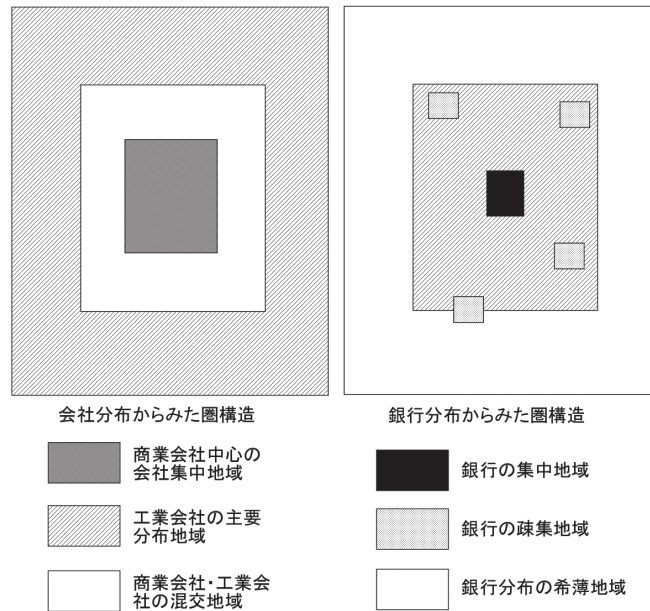 会社分布からみた圏構造
商業会社中心の
会社集中地域
工業会社の主要
分布地域
商業会社・工業会
社の混交地域
銀行分布からみた圏構造
銀行の集中地域
銀行の疎集地域
銀行分布の希薄地域